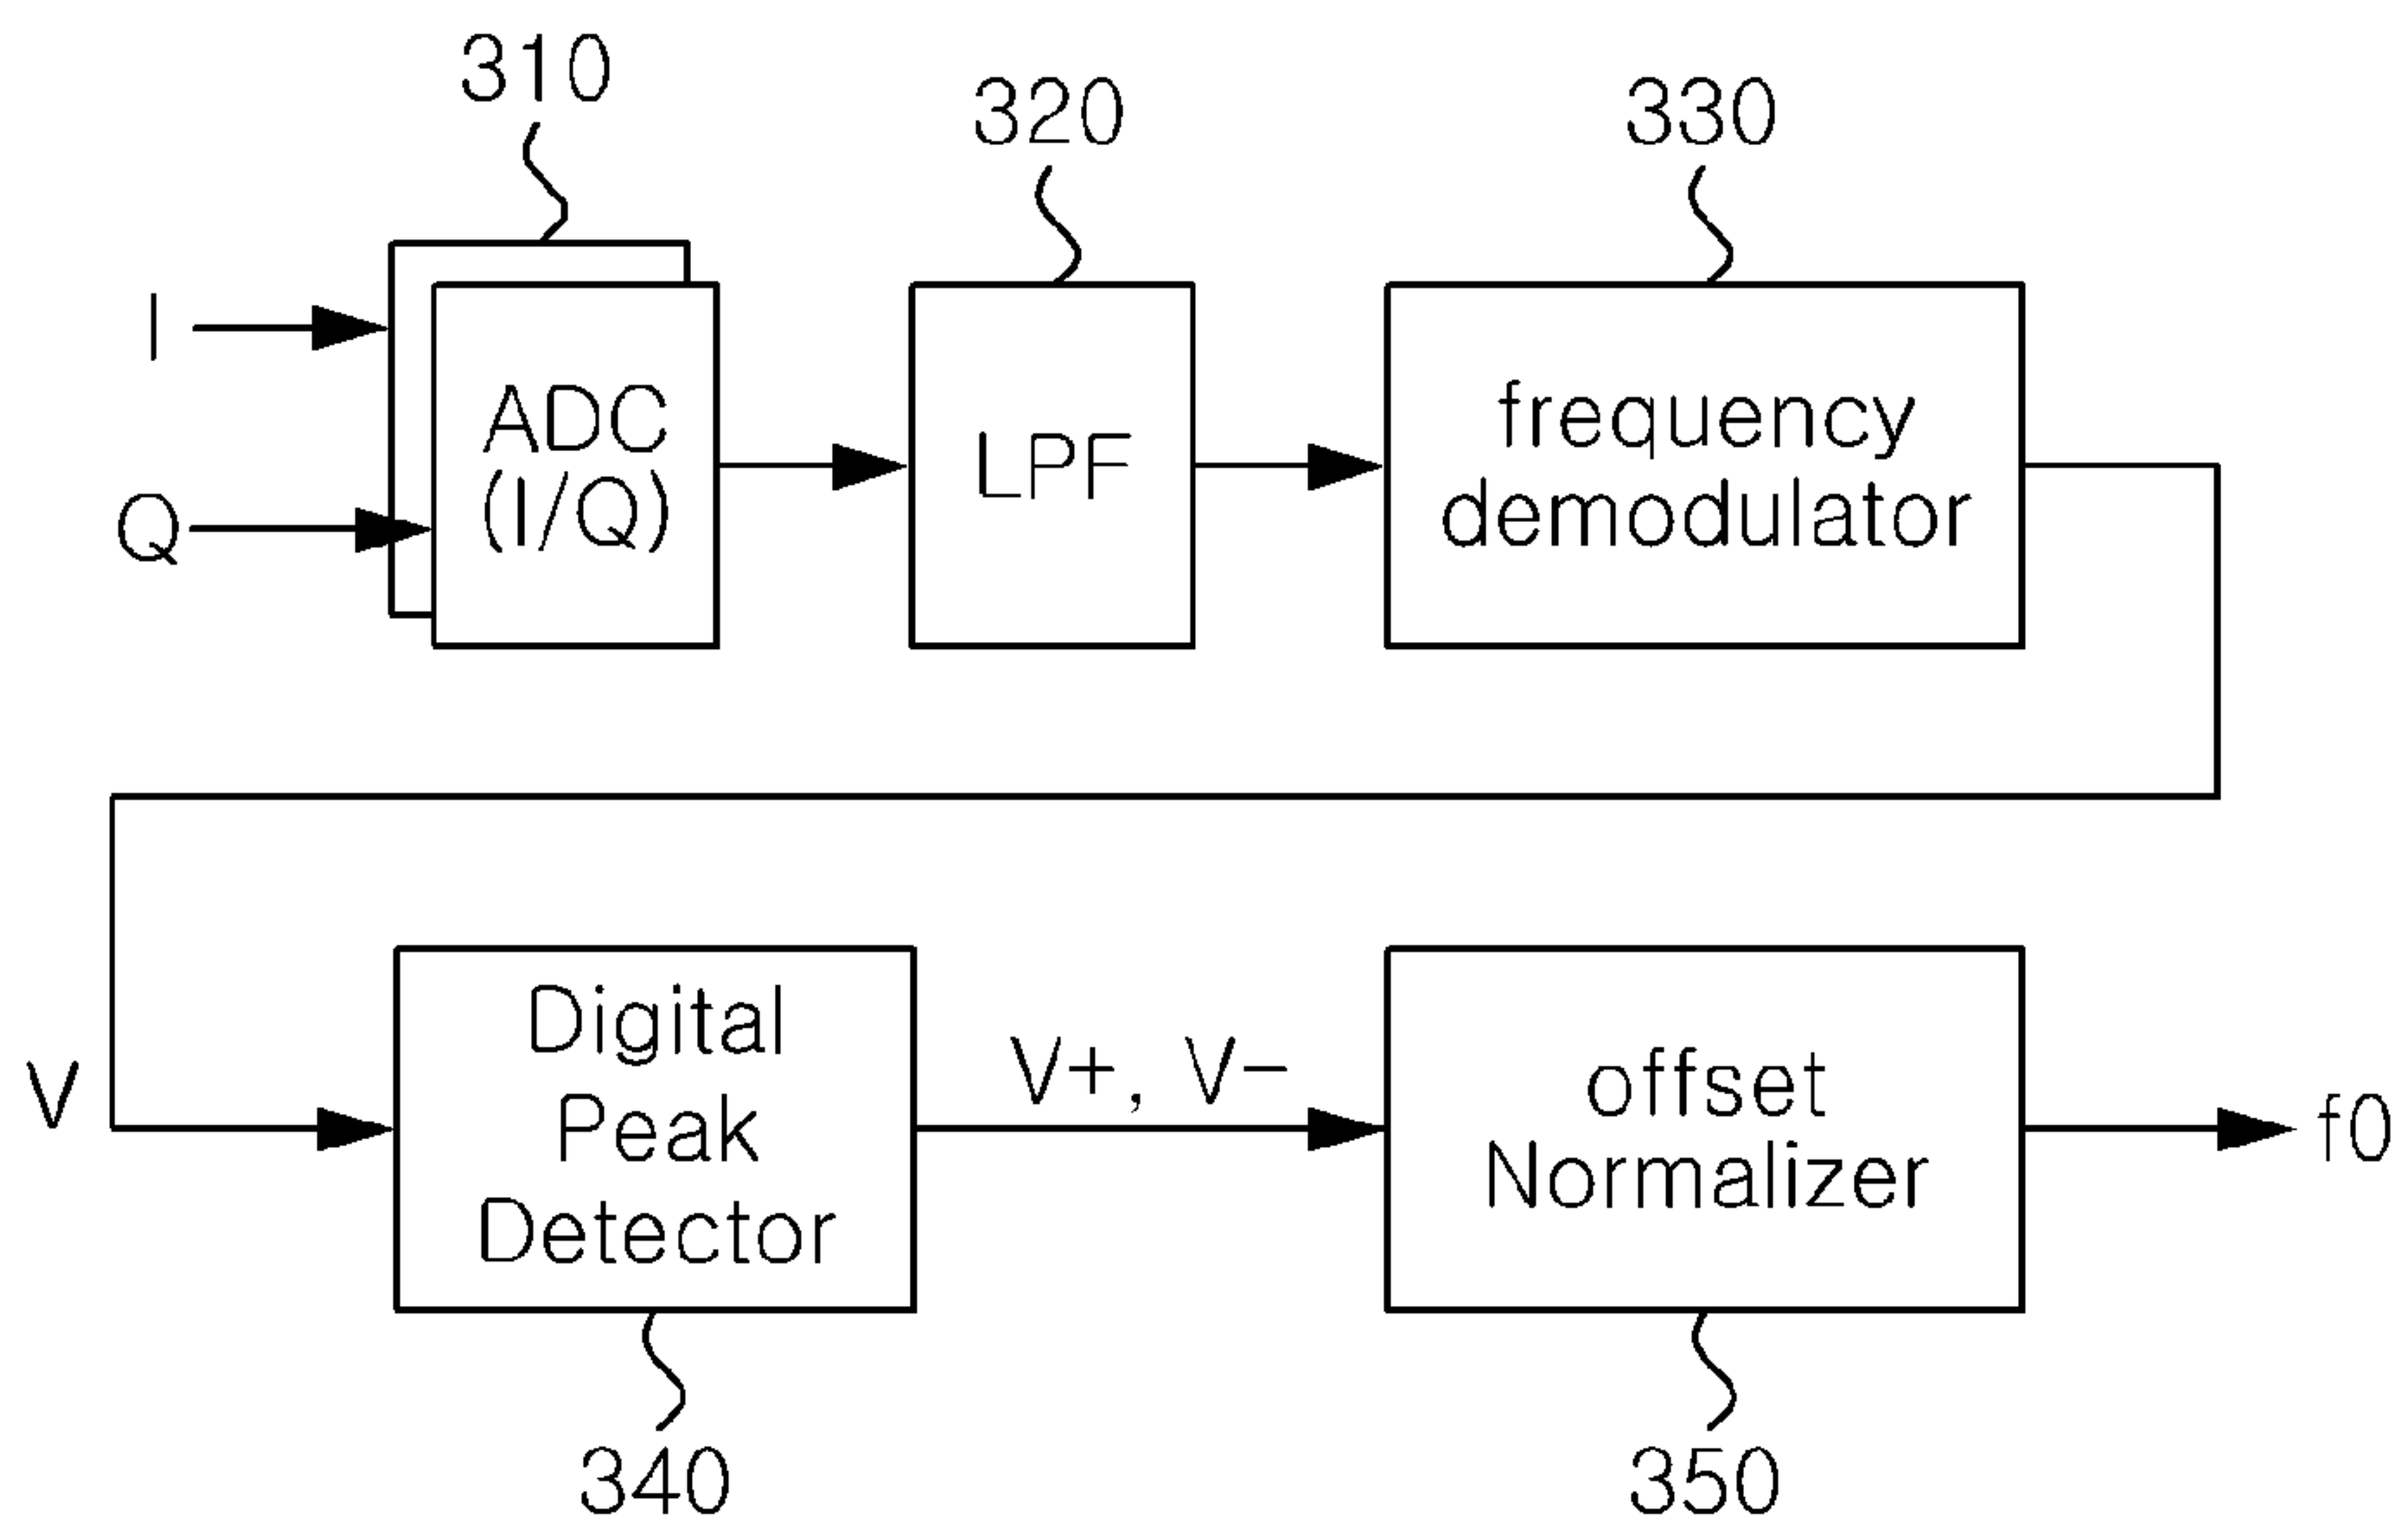 310
320
330
I
Q
ADC
(I/Q)
LPF
frequency
demodulator
V
Digital
Peak
Detector
V+, V-
offset
Normalizer
f0
340
350